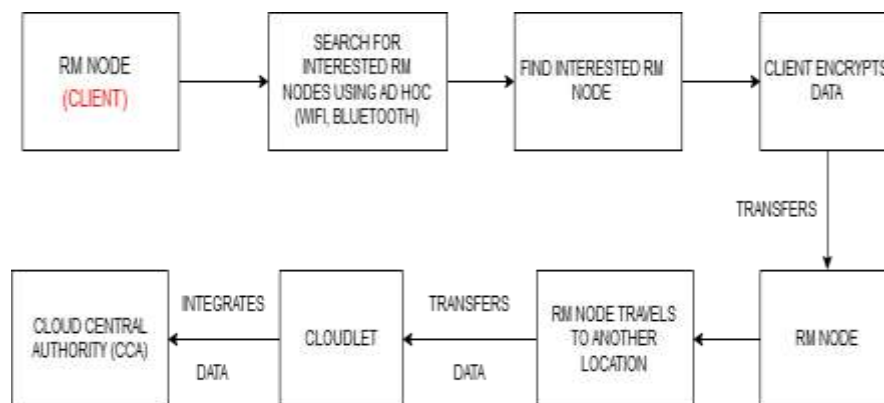 RM NODE
(CLIENT)
SEARCH FOR
INTERESTED RM
NODES USING AD HOC
(WIFI, BLUETOOTH)
FIND INTERESTED RM
NODE
CLIENT ENCRYPTS
DATA
TRANSFERS
CLOUD CENTRAL
AUTHORITY (CCA)
INTEGRATES
DATA
CLOUDLET
TRANSFERS
DATA
RM NODE TRAVELS
TO ANOTHER
LOCATION
RM NODE